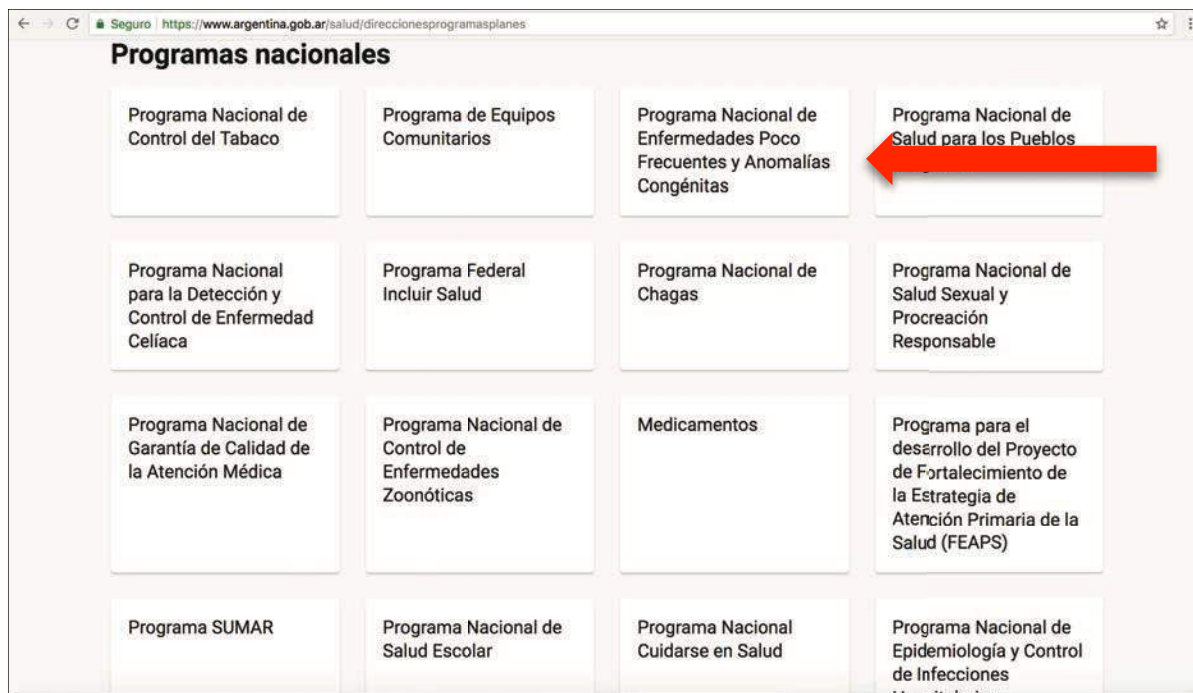 Seguro https://www.argentina.gob.ar/salud/direccionesprogramasplanes
Programas nacionales
Programa Nacional de
Control del Tabaco
Programa de Equipos
Comunitarios
Programa Nacional de
Enfermedades Poco
Frecuentes y Anomalías
Congénitas
Programa Nacional de
Salud para los Pueblos
Programa Nacional
para la Detección y
Control de Enfermedad
Celíaca
Programa Federal
Incluir Salud
Programa Nacional de
Chagas
Programa Nacional de
Salud Sexual y
Procreación
Responsable
Programa Nacional de
Garantía de Calidad de
la Atención Médica
Programa Nacional de
Control de
Enfermedades
Zoonóticas
Medicamentos
Programa para el
desarrollo del Proyecto
de Fortalecimiento de
la Estrategia de
Atención Primaria de la
Salud (FEAPS)
Programa SUMAR
Programa Nacional de
Salud Escolar
Programa Nacional
Cuidarse en Salud
Programa Nacional de
Epidemiología y Control
de Infecciones